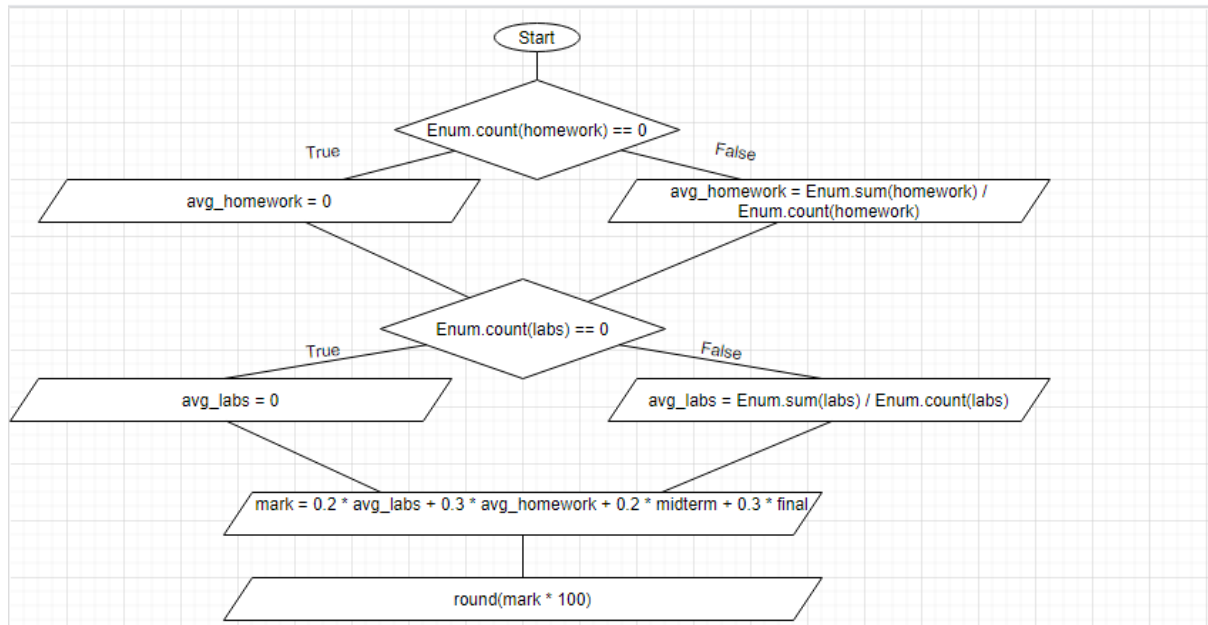 Start
Enum.count(homework) == 0
True
False
avg_homework = 0
avg_homework = Enum.sum(homework) /
Enum.count(homework)
Enum.count(labs) == 0
True
False
avg_labs = 0
avg_labs = Enum.sum(labs) / Enum.count(labs)
mark = 0.2 * avg_labs + 0.3 * avg_homework + 0.2 * midterm + 0.3 * final
round(mark * 100)